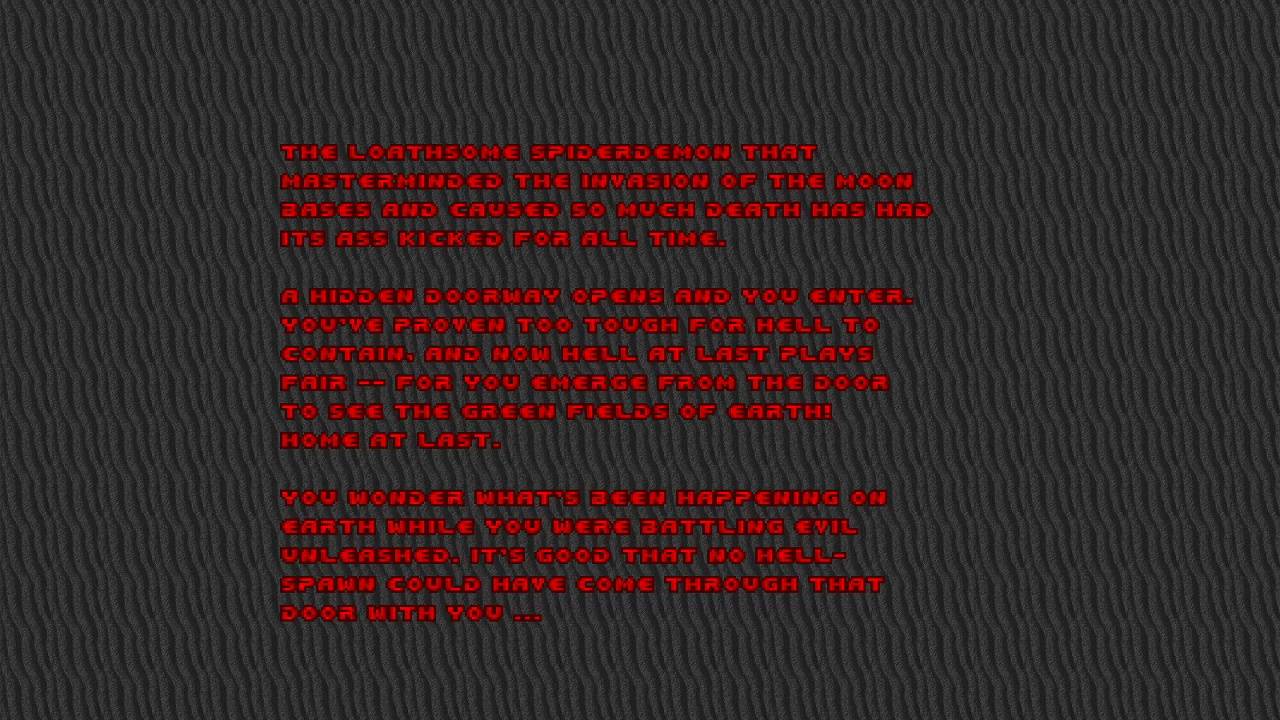 THE LOATHSOME SPIDERDEMON THAT
MASTERMINDED THE INVASION OF THE MOON
BASES AND CAUSED SO MUCH DEATH HAS HAD
ITS ASS KICKED FOR ALL TIME.
A HIDDEN DOORWAY OPENS AND YOU ENTER.
YOU'VE PROVEN TOO TOUGH FOR HELL TO
CONTAIN, AND NOW HELL AT LAST PLAYS
FAIR -- FOR YOU EMERGE FROM THE DOOR
TO SEE THE GREEN FIELDS OF EARTH!
HOME AT LAST.
YOU WONDER WHAT'S BEEN HAPPENING ON
EARTH WHILE YOU WERE BATTLING EVIL
UNLEASHED. IT'S GOOD THAT NO HELL-
SPAWN COULD HAVE COME THROUGH THAT
DOOR WITH YOU ...